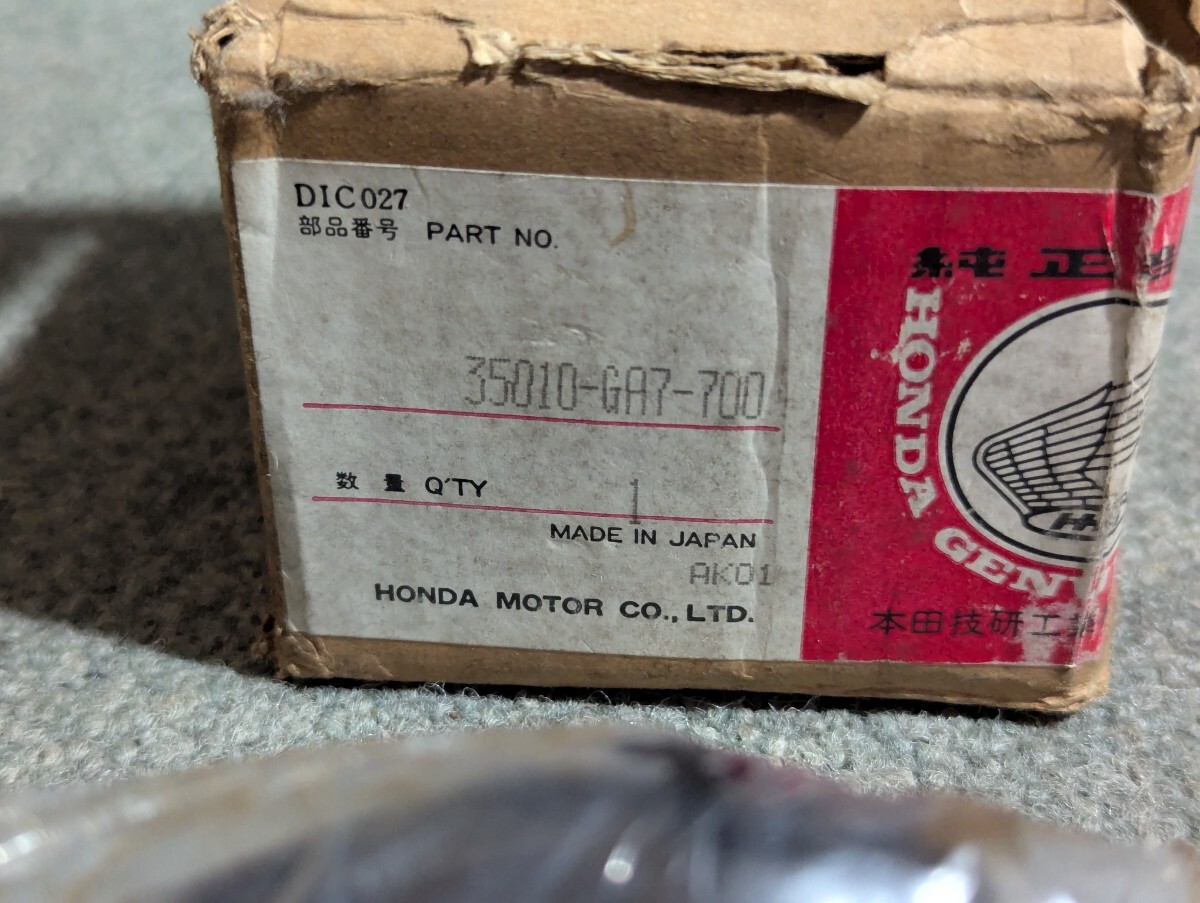 DIC027
部品番号 PART NO.
35010-GA7-700
数量 Q'TY 1
MADE IN JAPAN
AK01
HONDA MOTOR CO., LTD.
純正
HONDA
本田技研工業